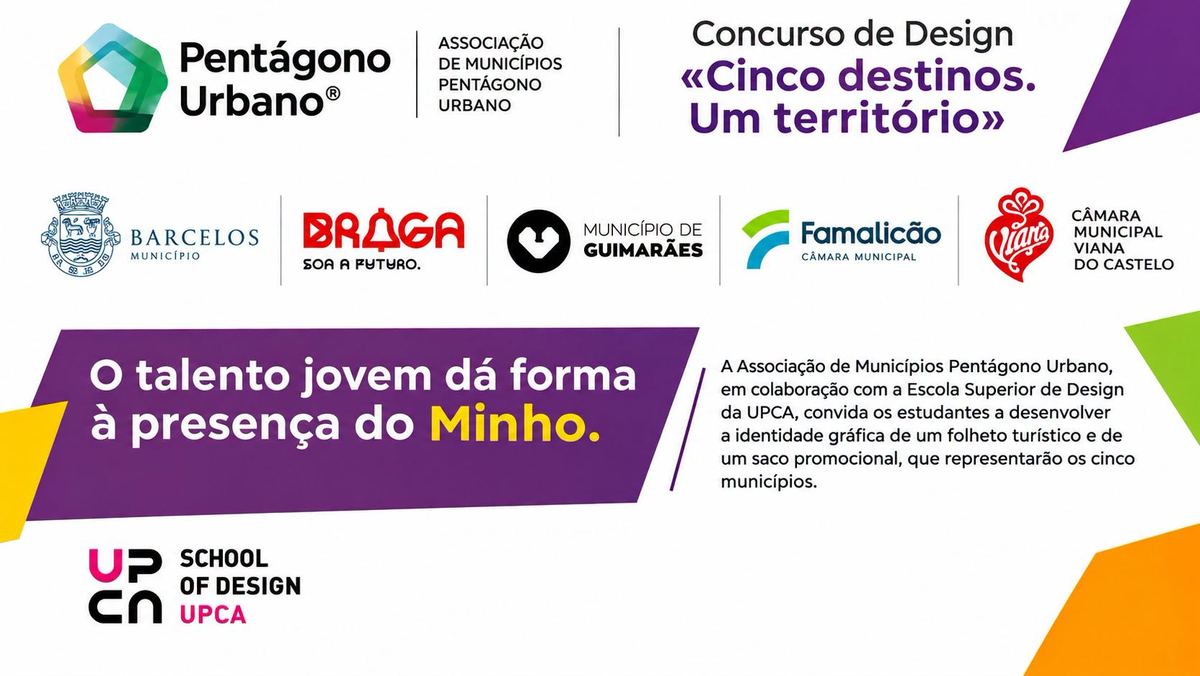 Pentágono
Urbano®
ASSOCIAÇÃO
DE MUNICÍPIOS
PENTÁGONO
URBANO
Concurso de Design
«Cinco destinos.
Um território»
BARCELOS
MUNICÍPIO
BRAGA
SOA A FUTURO.
MUNICÍPIO DE
GUIMARÃES
Famalicão
CÂMARA MUNICIPAL
Viana
CÂMARA
MUNICIPAL
VIANA
DO CASTELO
O talento jovem dá forma
à presença do Minho.
A Associação de Municípios Pentágono Urbano,
em colaboração com a Escola Superior de Design
da UPCA, convida os estudantes a desenvolver
a identidade gráfica de um folheto turístico e de
um saco promocional, que representarão os cinco
municípios.
UP
CA
SCHOOL
OF DESIGN
UPCA